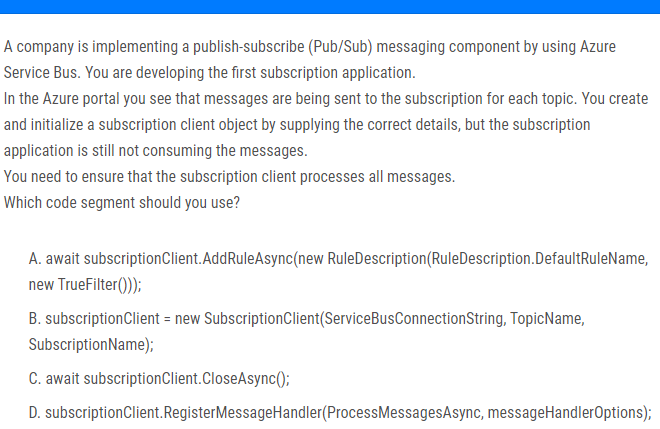 A company is implementing a publish-subscribe (Pub/Sub) messaging component by using Azure
Service Bus. You are developing the first subscription application.
In the Azure portal you see that messages are being sent to the subscription for each topic. You create
and initialize a subscription client object by supplying the correct details, but the subscription
application is still not consuming the messages.
You need to ensure that the subscription client processes all messages.
Which code segment should you use?
A. await subscriptionClient.AddRuleAsync(new RuleDescription(RuleDescription.DefaultRuleName,
new TrueFilter()));
B. subscriptionClient = new SubscriptionClient(ServiceBusConnectionString, TopicName,
SubscriptionName);
C. await subscriptionClient.CloseAsync();
D. subscriptionClient.RegisterMessageHandler(ProcessMessagesAsync, messageHandlerOptions);